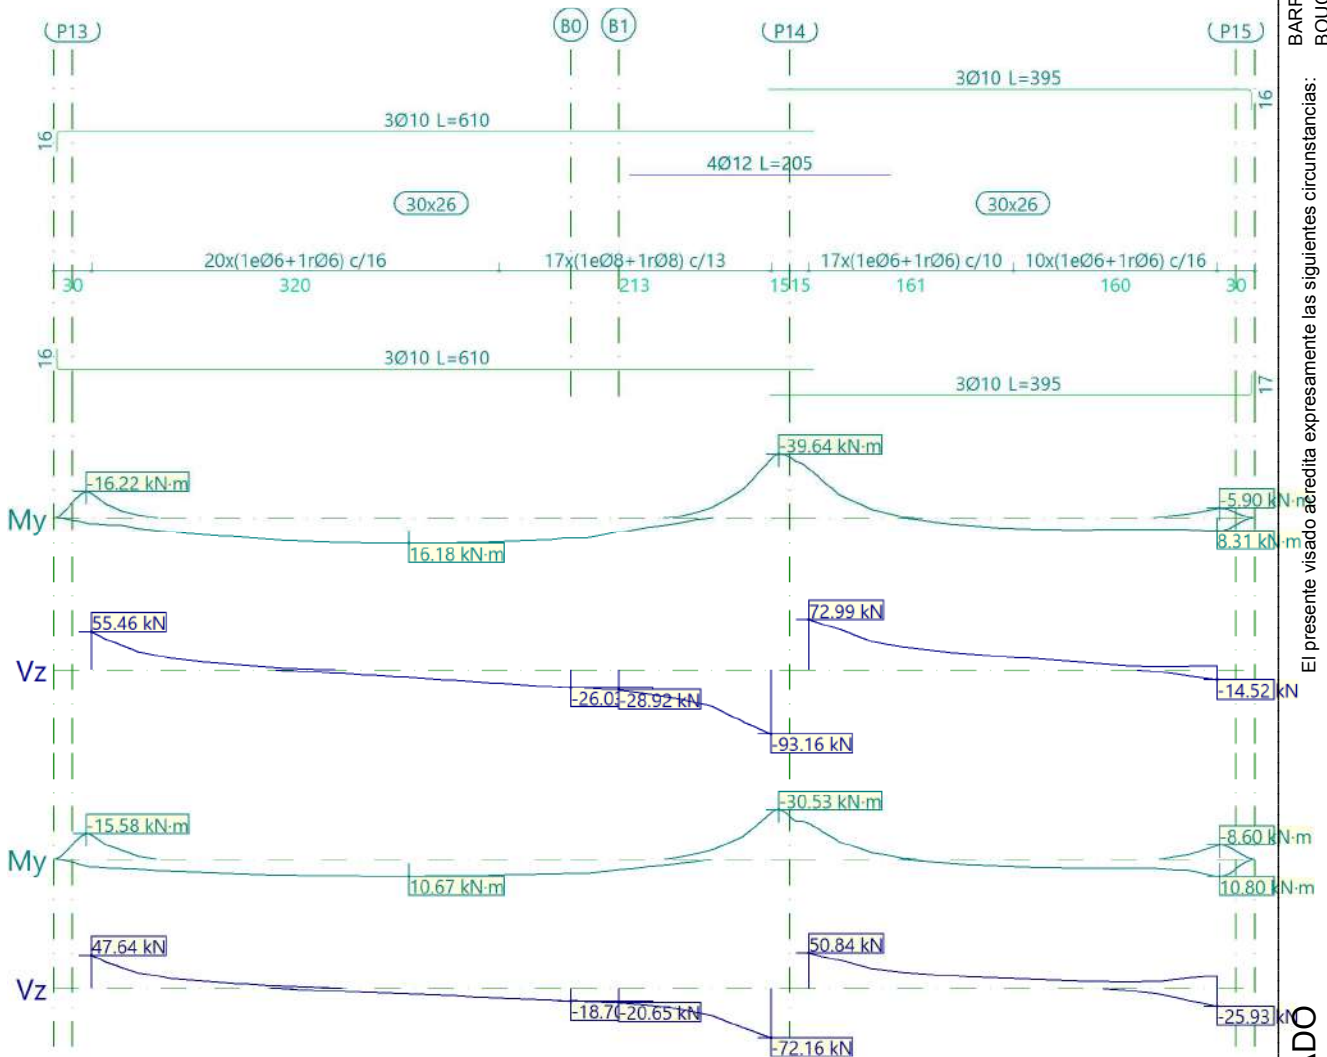 P13 B0 B1 P14 P15
3Ø10 L=395
16
3Ø10 L=610
16
4Ø12 L=205
30x26 30x26
20x(1eØ6+1rØ6) c/16 17x(1eØ8+1rØ8) c/13 17x(1eØ6+1rØ6) c/10 10x(1eØ6+1rØ6) c/16
30 320 213 1515 161 160 30
16
3Ø10 L=610
3Ø10 L=395
17
-39.64 kN·m
-16.22 kN·m
-5.90 kN·m
My
16.18 kN·m
8.31 kN·m
55.46 kN
72.99 kN
Vz
-26.03
-28.92 kN
-14.52 kN
-93.16 kN
-30.53 kN·m
-15.58 kN·m
-8.60 kN·m
My
10.67 kN·m
10.80 kN·m
47.64 kN
50.84 kN
Vz
-18.70
-20.65 kN
-25.93 kN
-72.16 kN
El presente visado acredita expresamente las siguientes circunstancias:
ADO